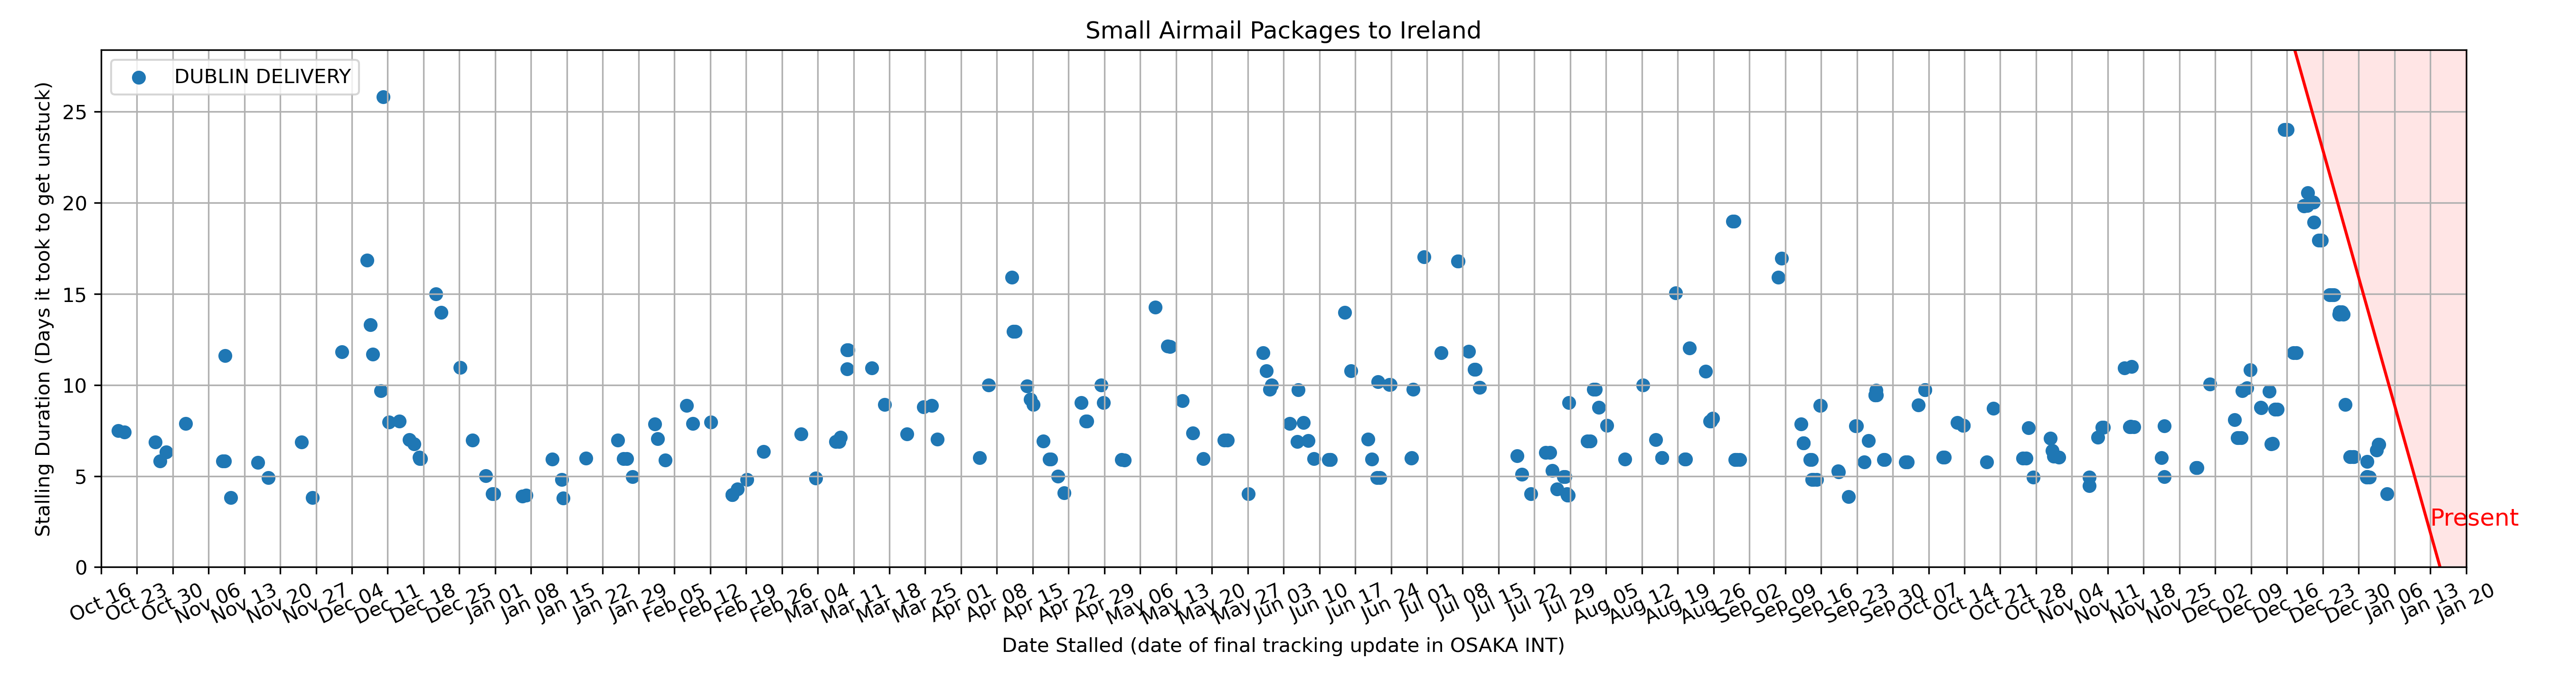 Small Airmail Packages to Ireland
DUBLIN DELIVERY
Stalling Duration (Days it took to get unstuck)
25
20
15
10
5
0
Present
Oct 16
Oct 23
Oct 30
Nov 06
Nov 13
Nov 20
Nov 27
Dec 04
Dec 11
Dec 18
Dec 25
Jan 01
Jan 08
Jan 15
Jan 22
Jan 29
Feb 05
Feb 12
Feb 19
Feb 26
Mar 04
Mar 11
Mar 18
Mar 25
Apr 01
Apr 08
Apr 15
Apr 22
Apr 29
May 06
May 13
May 20
May 27
Jun 03
Jun 10
Jun 17
Jun 24
Jul 01
Jul 08
Jul 15
Jul 22
Jul 29
Aug 05
Aug 12
Aug 19
Aug 26
Sep 02
Sep 09
Sep 16
Sep 23
Sep 30
Oct 07
Oct 14
Oct 21
Oct 28
Nov 04
Nov 11
Nov 18
Nov 25
Dec 02
Dec 09
Dec 16
Dec 23
Dec 30
Jan 06
Jan 13
Jan 20
Date Stalled (date of final tracking update in OSAKA INT)